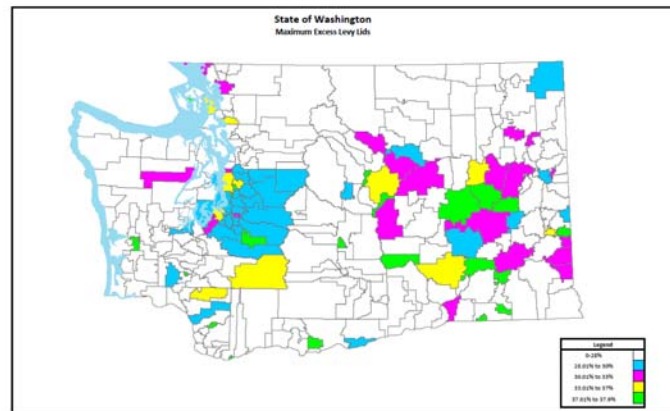 State of Washington
Maximum Excess Levy Lids
Legend
0-28%
28.01% to 30%
30.01% to 33%
33.01% to 37%
37.01% to 37.9%